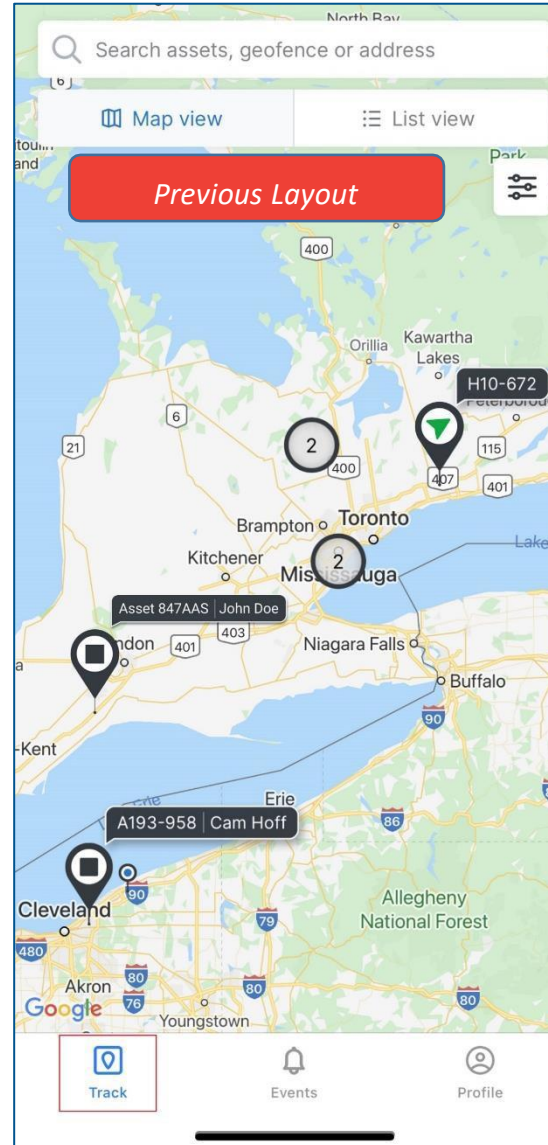 North Bay
Search assets, geofence or address
6
Map view
List view
and
Park
Previous Layout
400
Orillia
Kawartha
Lakes
H10-672
6
21
2
400
407
115
401
Brampton
Toronto
Lake
Kitchener
2
Mississauga
Asset 847AAS | John Doe
403
401
Niagara Falls
Buffalo
90
-Kent
Erie
86
A193-958 | Cam Hoff
90
Cleveland
79
Allegheny
National Forest
480
80
Akron
76
80
80
Google
Youngstown
Track
Events
Profile